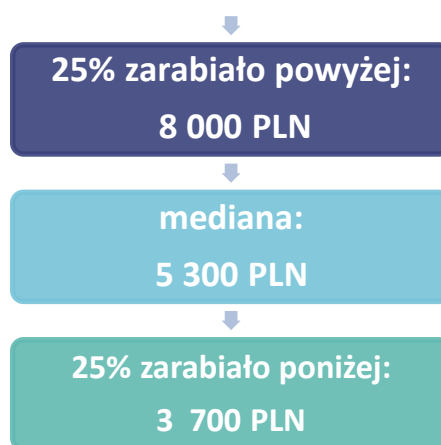 25% zarabiało powyżej:
8 000 PLN
mediana:
5 300 PLN
25% zarabiało poniżej:
3 700 PLN